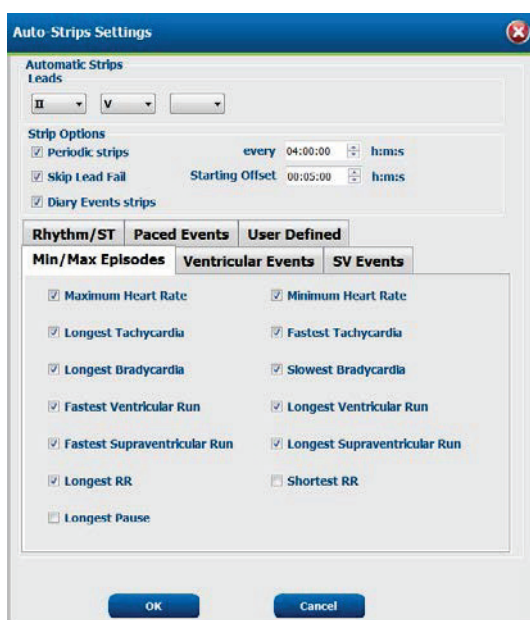 Auto-Strips Settings
Automatic Strips
Leads
II V
Strip Options
Periodic strips every 04:00:00 h:m:s
Skip Lead Fail Starting Offset 00:05:00 h:m:s
Diary Events strips
Rhythm/ST Paced Events User Defined
Min/Max Episodes Ventricular Events SV Events
Maximum Heart Rate Minimum Heart Rate
Longest Tachycardia Fastest Tachycardia
Longest Bradycardia Slowest Bradycardia
Fastest Ventricular Run Longest Ventricular Run
Fastest Supraventricular Run Longest Supraventricular Run
Longest RR Shortest RR
Longest Pause
OK Cancel